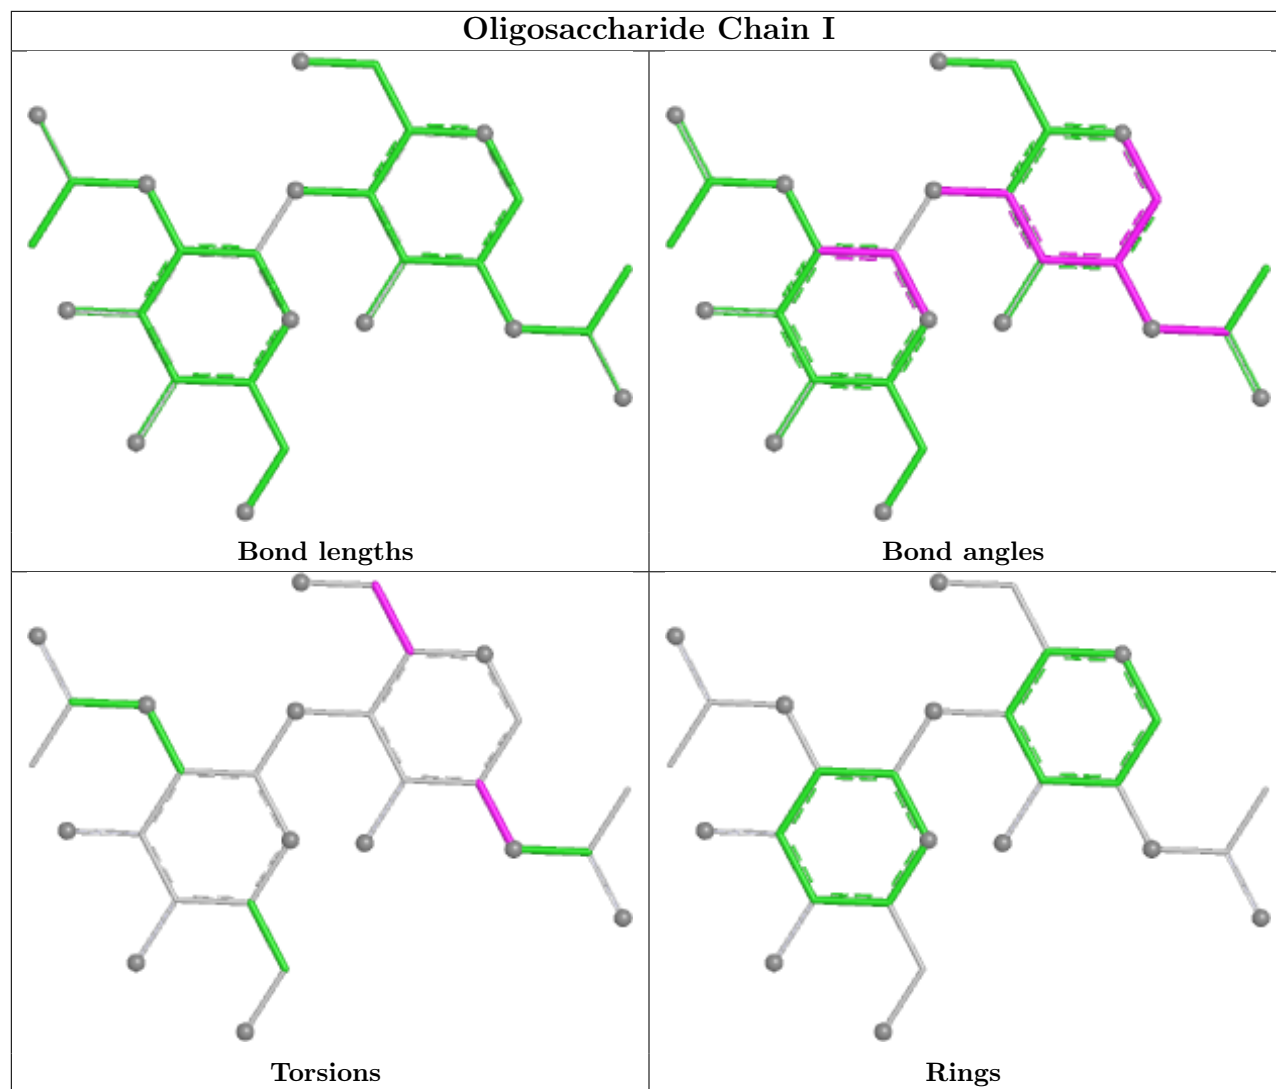 Oligosaccharide Chain I
Bond lengths
Bond angles
Torsions
Rings